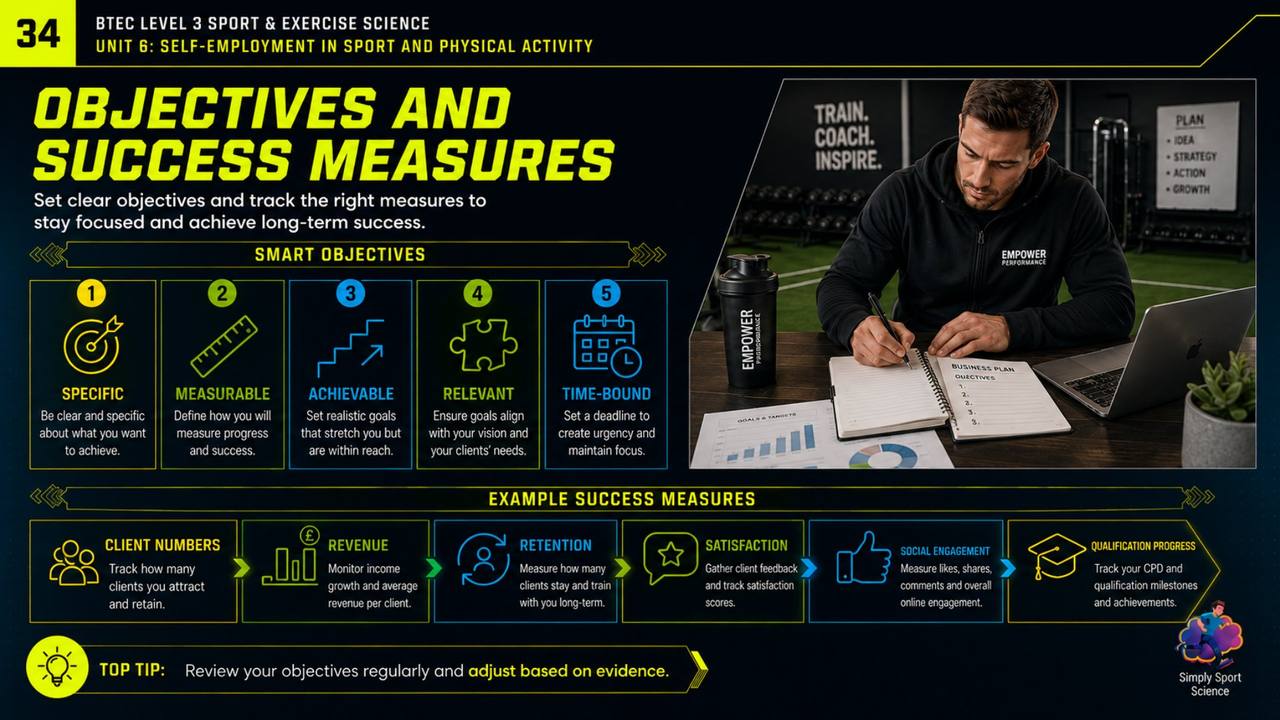 34
BTEC LEVEL 3 SPORT & EXERCISE SCIENCE
UNIT 6: SELF-EMPLOYMENT IN SPORT AND PHYSICAL ACTIVITY
OBJECTIVES AND
SUCCESS MEASURES
Set clear objectives and track the right measures to
stay focused and achieve long-term success.
SMART OBJECTIVES
1
SPECIFIC
Be clear and specific
about what you want
to achieve.
2
MEASURABLE
Define how you will
measure progress
and success.
3
ACHIEVABLE
Set realistic goals
that stretch you but
are within reach.
4
RELEVANT
Ensure goals align
with your vision and
your clients' needs.
5
TIME-BOUND
Set a deadline to
create urgency and
maintain focus.
TRAIN.
COACH.
INSPIRE.
PLAN
• IDEA
• STRATEGY
• ACTION
• GROWTH
EMPOWER
PERFORMANCE
EMPOWER
BUSINESS PLAN
OBJECTIVES
1.
2.
3.
4.
5.
GOALS & TARGETS
EXAMPLE SUCCESS MEASURES
CLIENT NUMBERS
Track how many
clients you attract
and retain.
£
REVENUE
Monitor income
growth and average
revenue per client.
RETENTION
Measure how many
clients stay and train
with you long-term.
SATISFACTION
Gather client feedback
and track satisfaction
scores.
SOCIAL ENGAGEMENT
Measure likes, shares,
comments and overall
online engagement.
QUALIFICATION PROGRESS
Track your CPD and
qualification milestones
and achievements.
TOP TIP: Review your objectives regularly and adjust based on evidence.
Simply Sport
Science